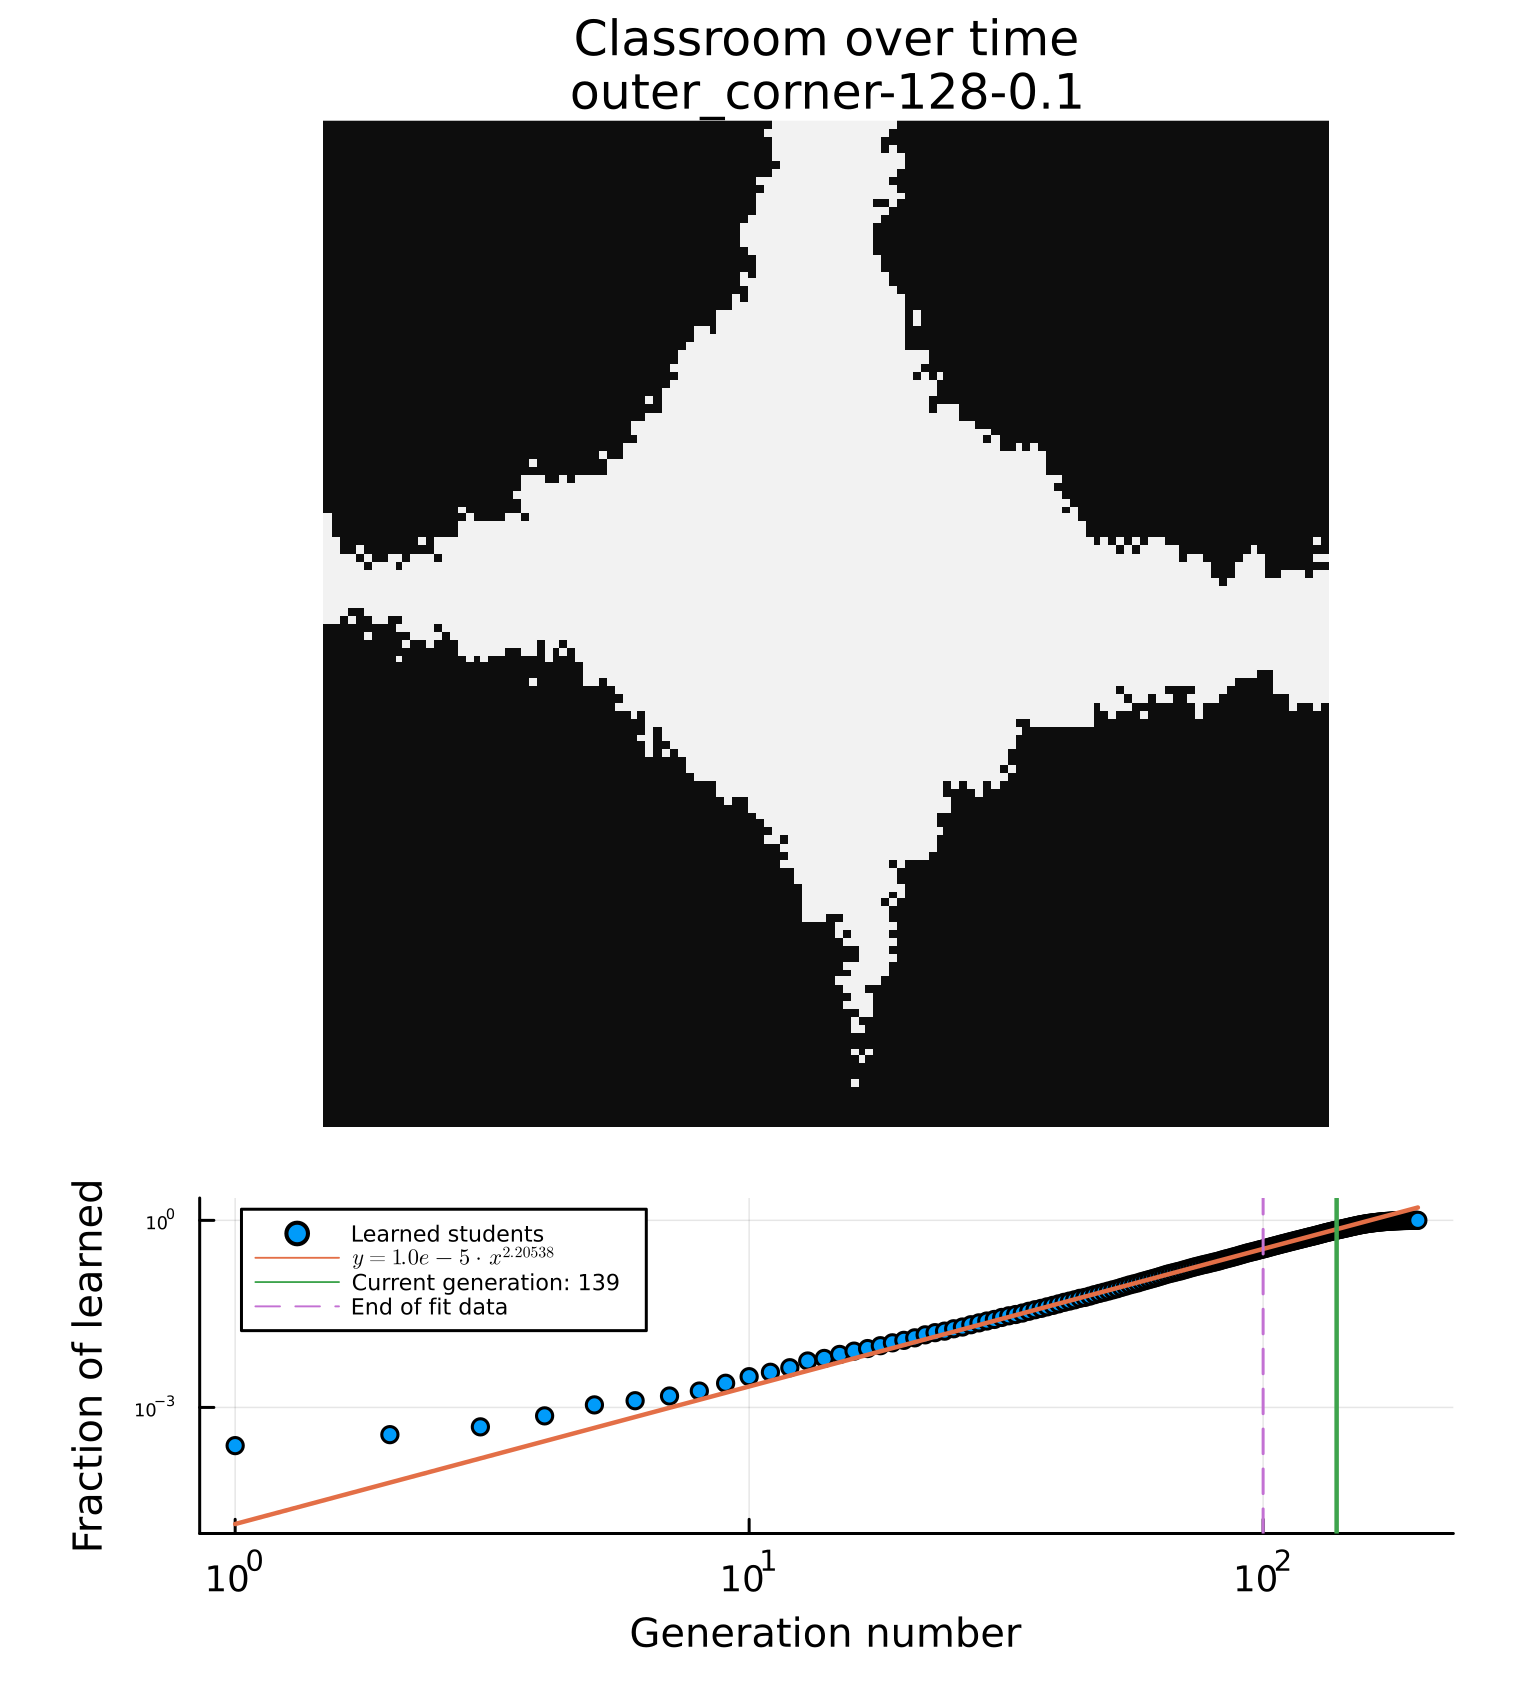 Classroom over time
outer_corner-128-0.1
Fraction of learned
10^0
10^-3
Learned students
y = 1.0e − 5 · x^2.20538
Current generation: 139
End of fit data
10^0
10^1
10^2
Generation number